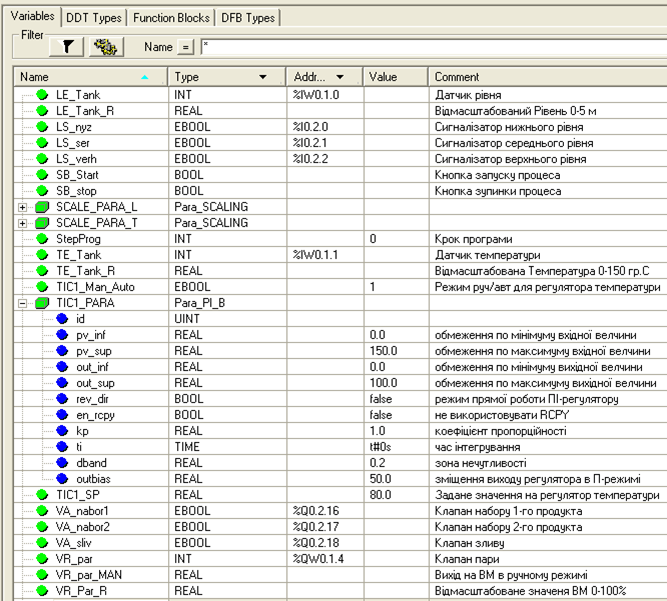 Variables DDT Types Function Blocks DFB Types
Filter
Name = *
Name Type Addr... Value Comment
LE_Tank INT %IW0.1.0 Датчик рівня
LE_Tank_R REAL Відмасштабований Рівень 0-5 м
LS_nyz EBOOL %I0.2.0 Сигналізатор нижнього рівня
LS_ser EBOOL %I0.2.1 Сигналізатор середнього рівня
LS_verh EBOOL %I0.2.2 Сигналізатор верхнього рівня
SB_Start BOOL Кнопка запуску процеса
SB_stop BOOL Кнопка зупинки процеса
SCALE_PARA_L Para_SCALING
SCALE_PARA_T Para_SCALING
StepProg INT 0 Крок програми
TE_Tank INT %IW0.1.1 Датчик температури
TE_Tank_R REAL Відмасштабована Температура 0-150 гр.С
TIC1_Man_Auto EBOOL 1 Режим руч/авт для регулятора температури
TIC1_PARA Para_PI_B
id UINT
pv_inf REAL 0.0 обмеження по мінімуму вхідної велчини
pv_sup REAL 150.0 обмеження по максимуму вхідної велчини
out_inf REAL 0.0 обмеження по мінімуму вихідної велчини
out_sup REAL 100.0 обмеження по максимуму вихідної велчини
rev_dir BOOL false режим прямої роботи ПІ-регулятору
en_rcpy BOOL false не використовувати RCPY
kp REAL 1.0 коефіцієнт пропорційності
ti TIME t#0s час інтегрування
dband REAL 0.2 зона нечутливості
outbias REAL 50.0 зміщення виходу регулятора в П-режимі
TIC1_SP REAL 80.0 Задане значення на регулятор температури
VA_nabor1 EBOOL %Q0.2.16 Клапан набору 1-го продукта
VA_nabor2 EBOOL %Q0.2.17 Клапан набору 2-го продукта
VA_sliv EBOOL %Q0.2.18 Клапан зливу
VR_par INT %QW0.1.4 Клапан пари
VR_par_MAN REAL Вихід на ВМ в ручному режимі
VR_Par_R REAL Відмасштабоване значеня ВМ 0-100%